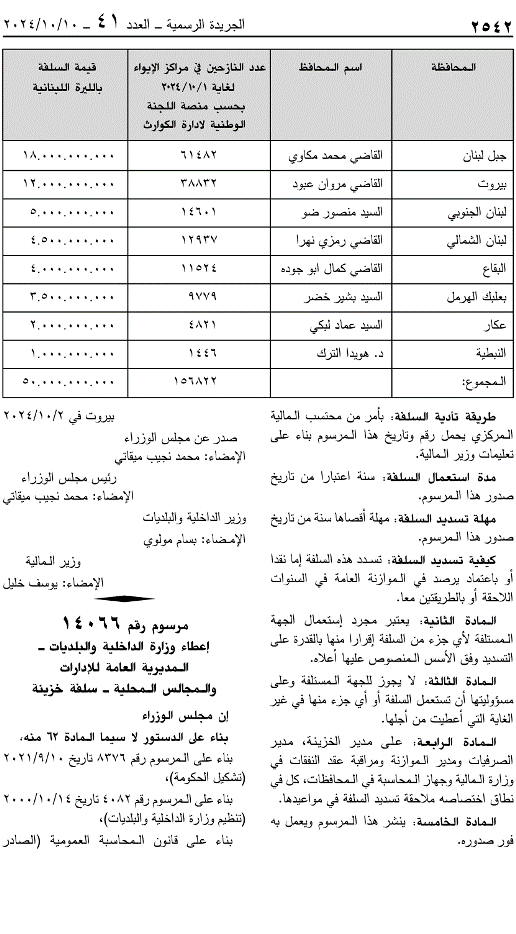 ٢٥٤٢
الجريدة الرسمية ــ العدد ٤١ ــ ٢٠٢٤/١٠/١٠
المحافظة | اسم المحافظ | عدد النازحين في مراكز الإيواء لغاية ٢٠٢٤/١٠/١ بحسب منصة اللجنة الوطنية لادارة الكوارث | قيمة السلفة بالليرة اللبنانية
جبل لبنان | القاضي محمد مكاوي | ٦١٤٨٢ | ١٨.٠٠٠.٠٠٠.٠٠٠
بيروت | القاضي مروان عبود | ٣٨٨٣٢ | ١٢.٠٠٠.٠٠٠.٠٠٠
لبنان الجنوبي | السيد منصور ضو | ١٤٦٠١ | ٥.٠٠٠.٠٠٠.٠٠٠
لبنان الشمالي | القاضي رمزي نهرا | ١٢٩٣٧ | ٤.٥٠٠.٠٠٠.٠٠٠
البقاع | القاضي كمال ابو جوده | ١١٥٢٤ | ٤.٠٠٠.٠٠٠.٠٠٠
بعلبك الهرمل | السيد بشير خضر | ٩٧٧٩ | ٣.٥٠٠.٠٠٠.٠٠٠
عكار | السيد عماد لبكي | ٤٨٢١ | ٢.٠٠٠.٠٠٠.٠٠٠
النبطية | د. هويدا الترك | ١٤٤٦ | ١.٠٠٠.٠٠٠.٠٠٠
المجموع: | ١٥٦٨٢٢ | ٥٠.٠٠٠.٠٠٠.٠٠٠
طريقة تأدية السلفة: بأمر من محتسب المالية
المركزي يحمل رقم وتاريخ هذا المرسوم بناء على
تعليمات وزير المالية.
مدة استعمال السلفة: سنة اعتبارا من تاريخ
صدور هذا المرسوم.
مهلة تسديد السلفة: مهلة أقصاها سنة من تاريخ
صدور هذا المرسوم.
كيفية تسديد السلفة: تسدد هذه السلفة إما نقدا
أو باعتماد يرصد في الموازنة العامة في السنوات
اللاحقة أو بالطريقتين معا.
المادة الثانية: يعتبر مجرد إستعمال الجهة
المستلفة لأي جزء من السلفة إقرارا منها بالقدرة على
التسديد وفق الأسس المنصوص عليها أعلاه.
المادة الثالثة: لا يجوز للجهة المستلفة وعلى
مسؤوليتها أن تستعمل السلفة أو أي جزء منها في غير
الغاية التي أعطيت من أجلها.
المادة الرابعة: على مدير الخزينة، مدير
الصرفيات ومدير الموازنة ومراقبة عقد النفقات في
وزارة المالية وجهاز المحاسبة في المحافظات، كل في
نطاق اختصاصه ملاحقة تسديد السلفة في مواعيدها.
المادة الخامسة: ينشر هذا المرسوم ويعمل به
فور صدوره.
بيروت في ٢٠٢٤/١٠/٢
صدر عن مجلس الوزراء
الإمضاء: محمد نجيب ميقاتي
رئيس مجلس الوزراء
الإمضاء: محمد نجيب ميقاتي
وزير الداخلية والبلديات
الإمضاء: بسام مولوي
وزير المالية
الإمضاء: يوسف خليل
مرسوم رقم ١٤٠٦٦
إعطاء وزارة الداخلية والبلديات ــ
المديرية العامة للإدارات
والمجالس المحلية ــ سلفة خزينة
إن مجلس الوزراء
بناء على الدستور لا سيما المادة ٦٢ منه،
بناء على المرسوم رقم ٨٣٧٦ تاريخ ٢٠٢١/٩/١٠
(تشكيل الحكومة)،
بناء على المرسوم رقم ٤٠٨٢ تاريخ ٢٠٠٠/١٠/١٤
(تنظيم وزارة الداخلية والبلديات)،
بناء على قانون المحاسبة العمومية (الصادر